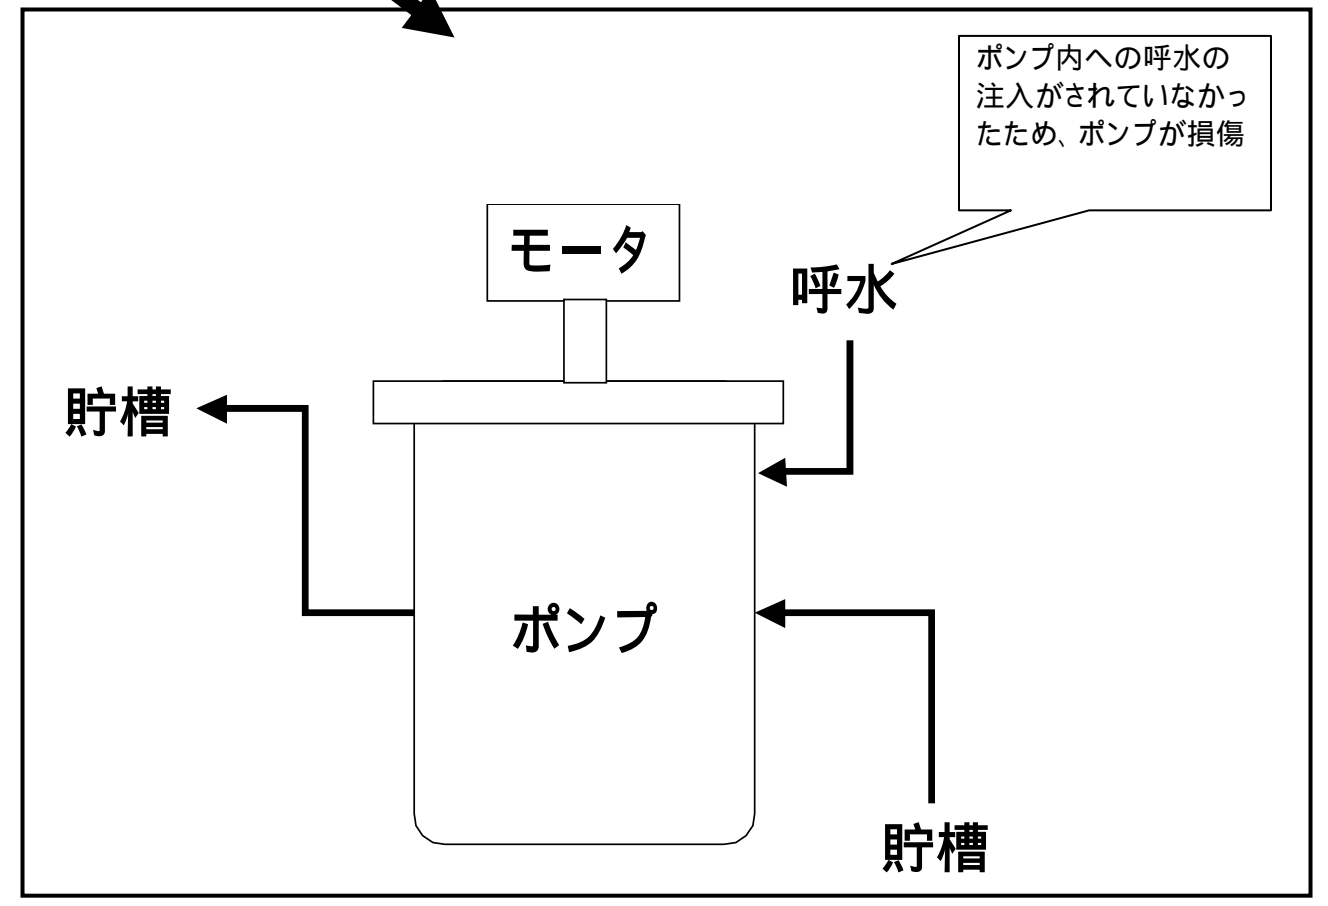 ポンプ内への呼水の
注入がされていなかっ
たため、ポンプが損傷
モータ
呼水
貯槽
ポンプ
貯槽